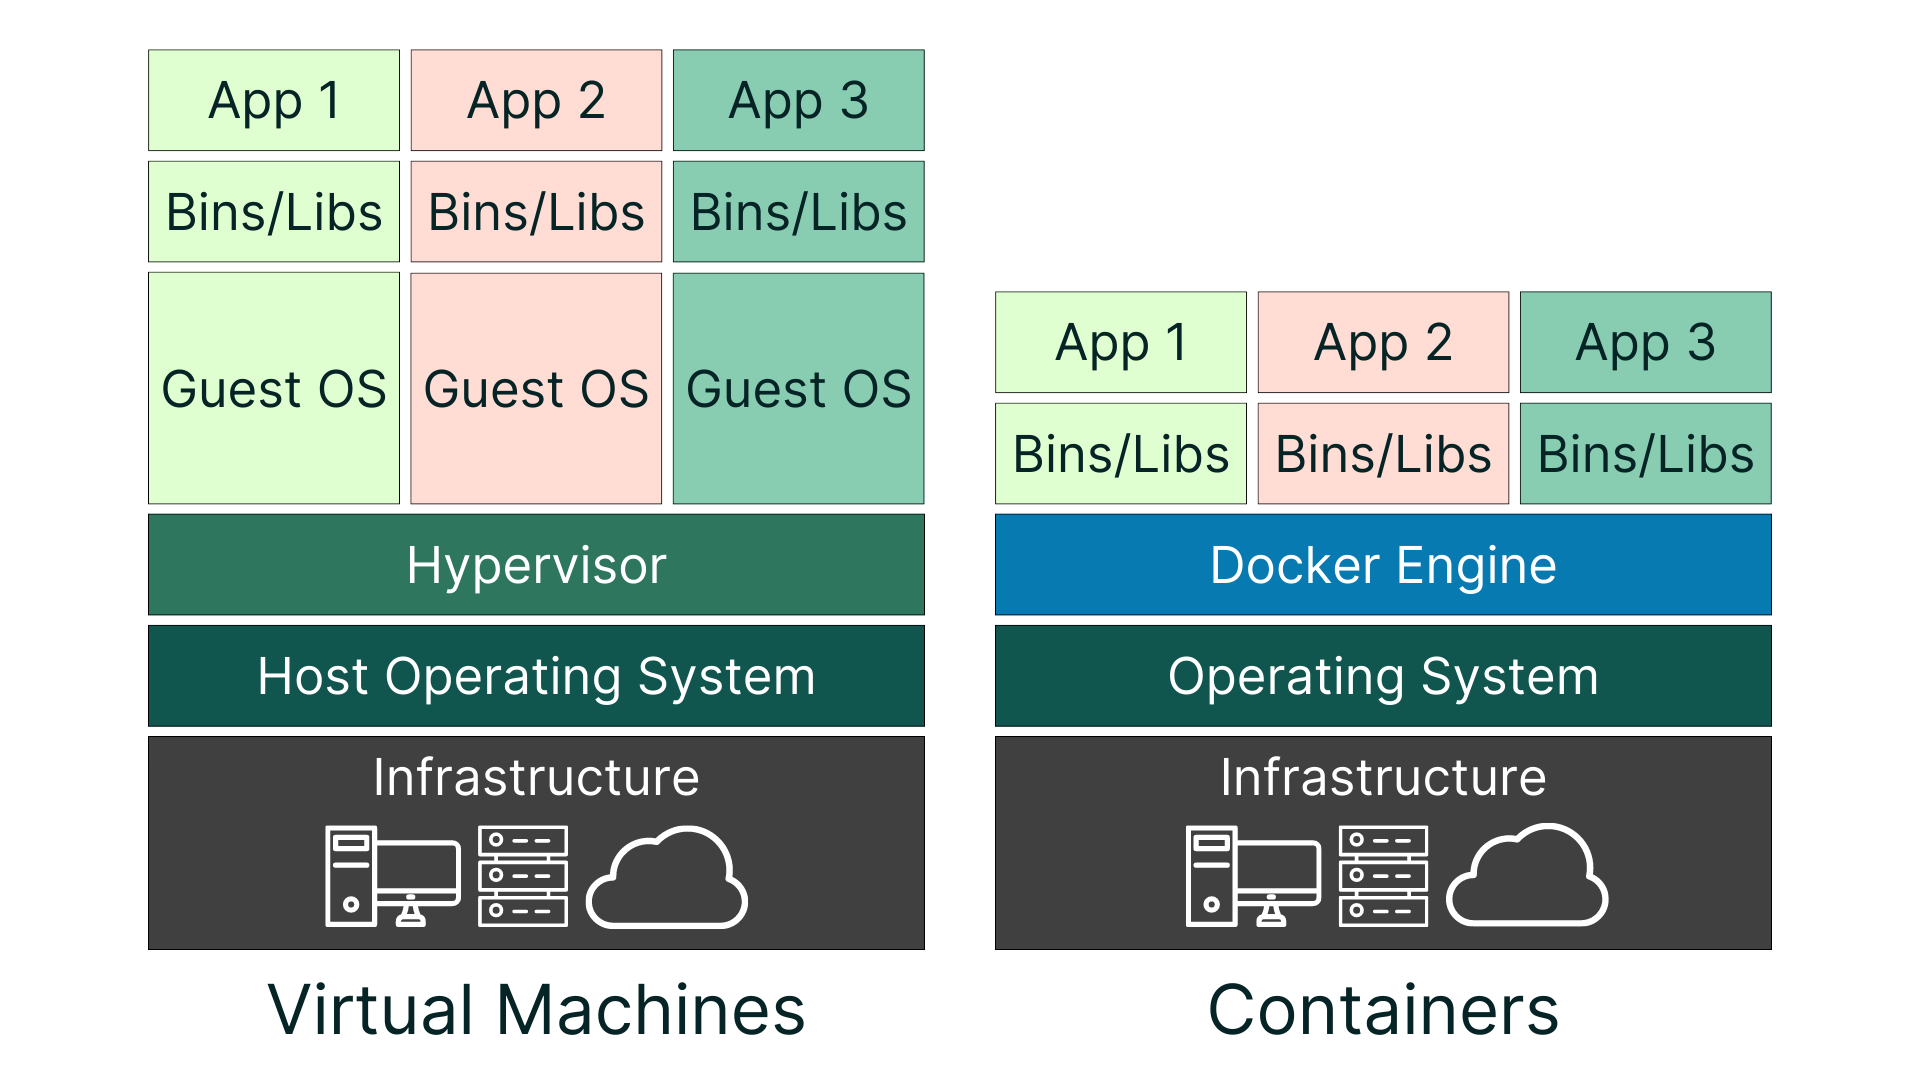 App 1
App 2
App 3
Bins/Libs
Bins/Libs
Bins/Libs
Guest OS
Guest OS
Guest OS
Hypervisor
Host Operating System
Infrastructure
Virtual Machines
App 1
App 2
App 3
Bins/Libs
Bins/Libs
Bins/Libs
Docker Engine
Operating System
Infrastructure
Containers